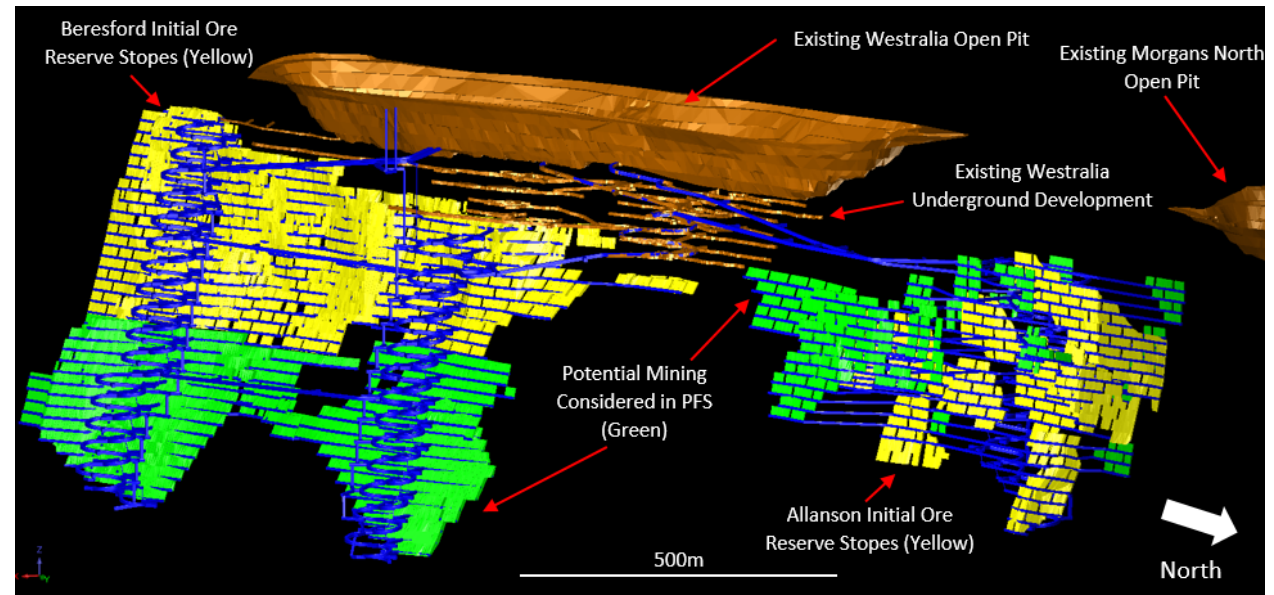 Beresford Initial Ore
Reserve Stopes (Yellow)
Existing Westralia Open Pit
Existing Morgans North
Open Pit
Existing Westralia
Underground Development
Potential Mining
Considered in PFS
(Green)
Allanson Initial Ore
Reserve Stopes (Yellow)
500m
North
Z
Y